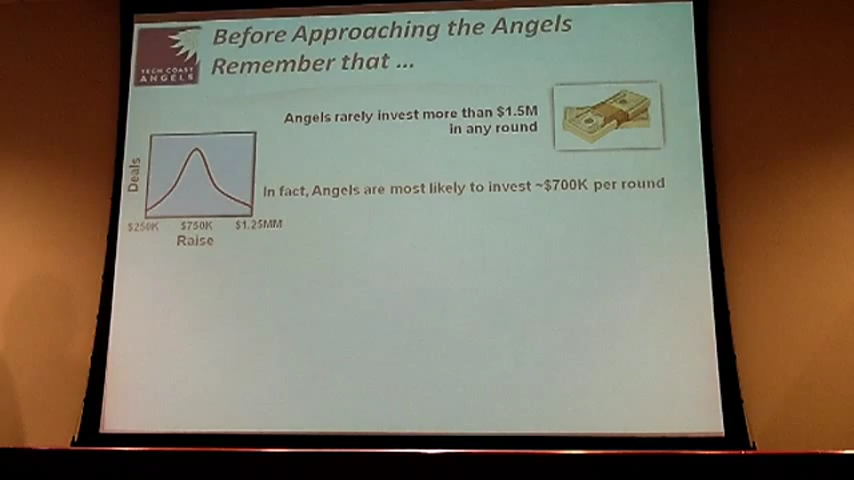 Before Approaching the Angels
Remember that ...
TECH COAST
ANGELS
Angels rarely invest more than $1.5M
in any round
Deals
In fact, Angels are most likely to invest ~$700K per round
$250K $750K $1.25MM
Raise